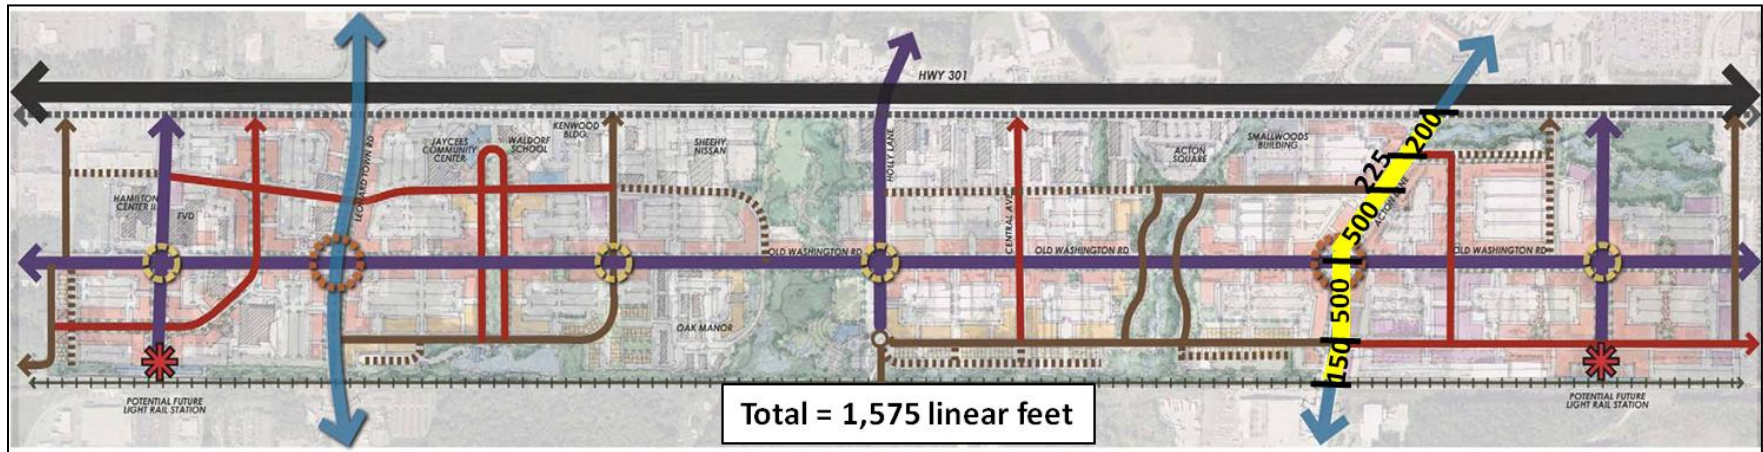 HWY 301
LEONARDTOWN RD
JAYCEES
COMMUNITY
CENTER
WALDORF
SCHOOL
KENWOOD
BLDG.
SHEEHY
NISSAN
HOLLY LANE
ACTON
SQUARE
SMALLWOODS
BUILDING
200
225
500
ACTON LANE
HAMILTON
CENTER II
FVD
CENTRAL AVE
OLD WASHINGTON RD
OLD WASHINGTON RD
OLD WASHINGTON RD
500
OAK MANOR
150
POTENTIAL FUTURE
LIGHT RAIL STATION
Total = 1,575 linear feet
POTENTIAL FUTURE
LIGHT RAIL STATION